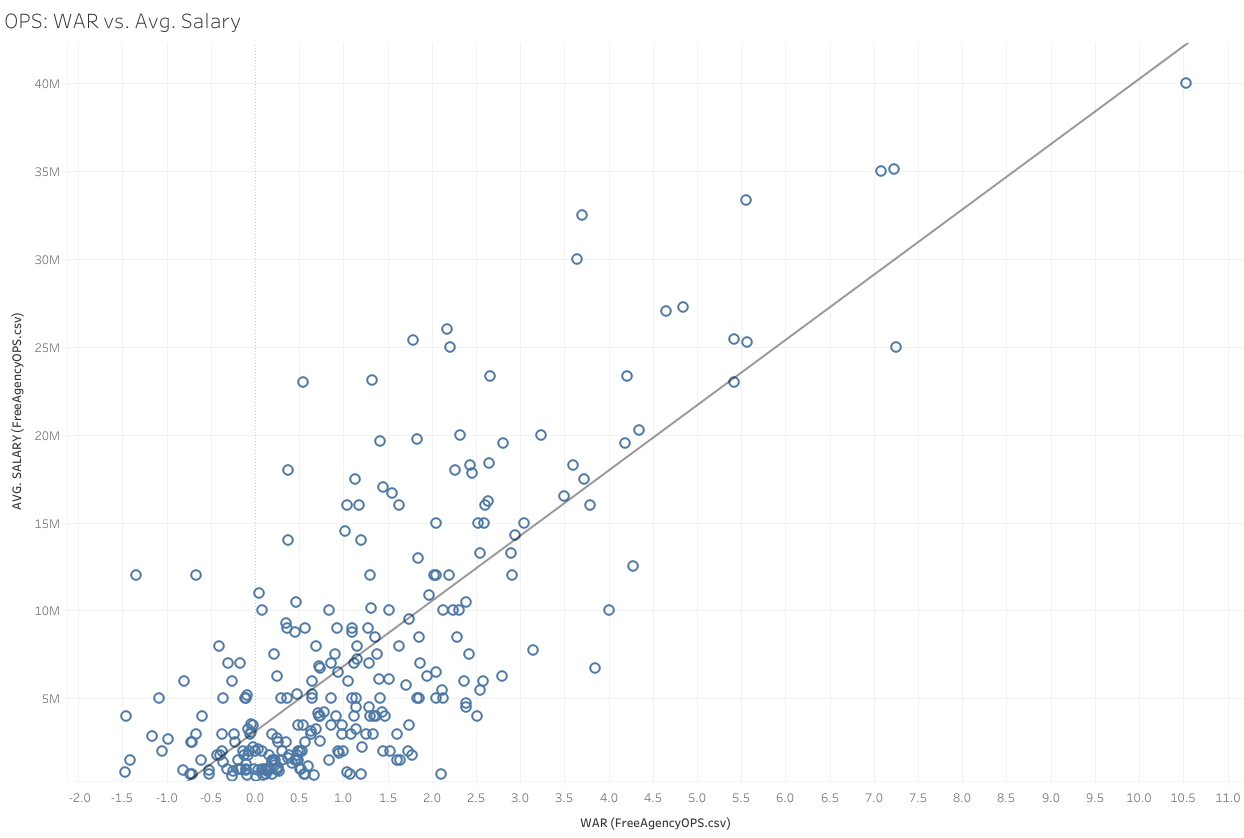 OPS: WAR vs. Avg. Salary
40M
35M
30M
25M
20M
15M
10M
5M
AVG. SALARY (FreeAgencyOPS.csv)
-2.0 -1.5 -1.0 -0.5 0.0 0.5 1.0 1.5 2.0 2.5 3.0 3.5 4.0 4.5 5.0 5.5 6.0 6.5 7.0 7.5 8.0 8.5 9.0 9.5 10.0 10.5 11.0
WAR (FreeAgencyOPS.csv)